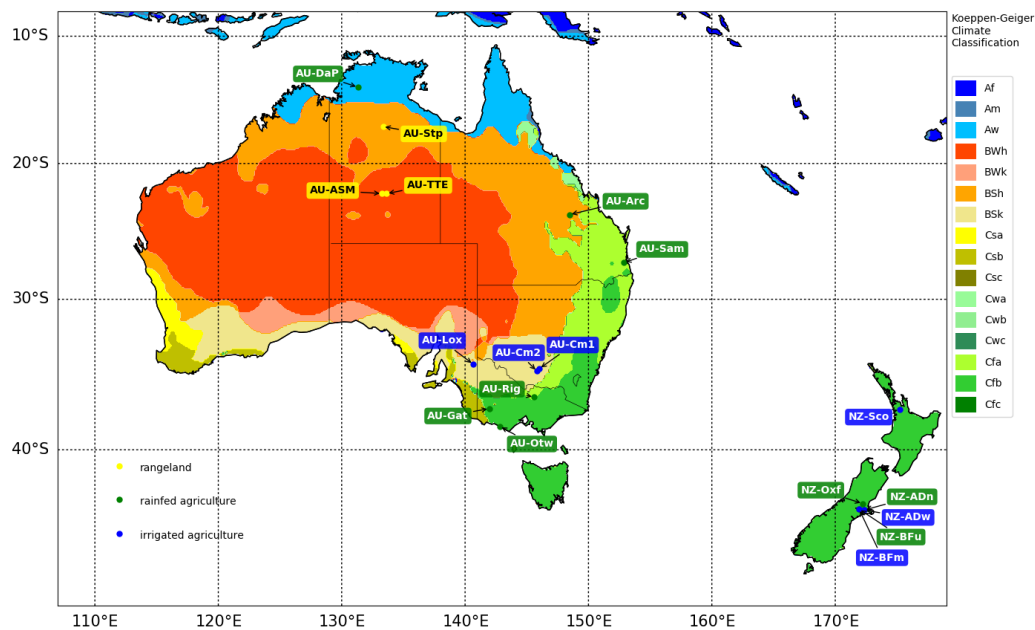 Koeppen-Geiger
Climate
Classification
10°S
20°S
30°S
40°S
110°E
120°E
130°E
140°E
150°E
160°E
170°E
AU-DaP
AU-Stp
AU-ASM
AU-TTE
AU-Arc
AU-Sam
AU-Lox
AU-Cm2
AU-Cm1
AU-Rig
AU-Gat
AU-Otw
NZ-Sco
NZ-Oxf
NZ-ADn
NZ-ADw
NZ-BFu
NZ-BFm
rangeland
rainfed agriculture
irrigated agriculture
Af
Am
Aw
BWh
BWk
BSh
BSk
Csa
Csb
Csc
Cwa
Cwb
Cwc
Cfa
Cfb
Cfc